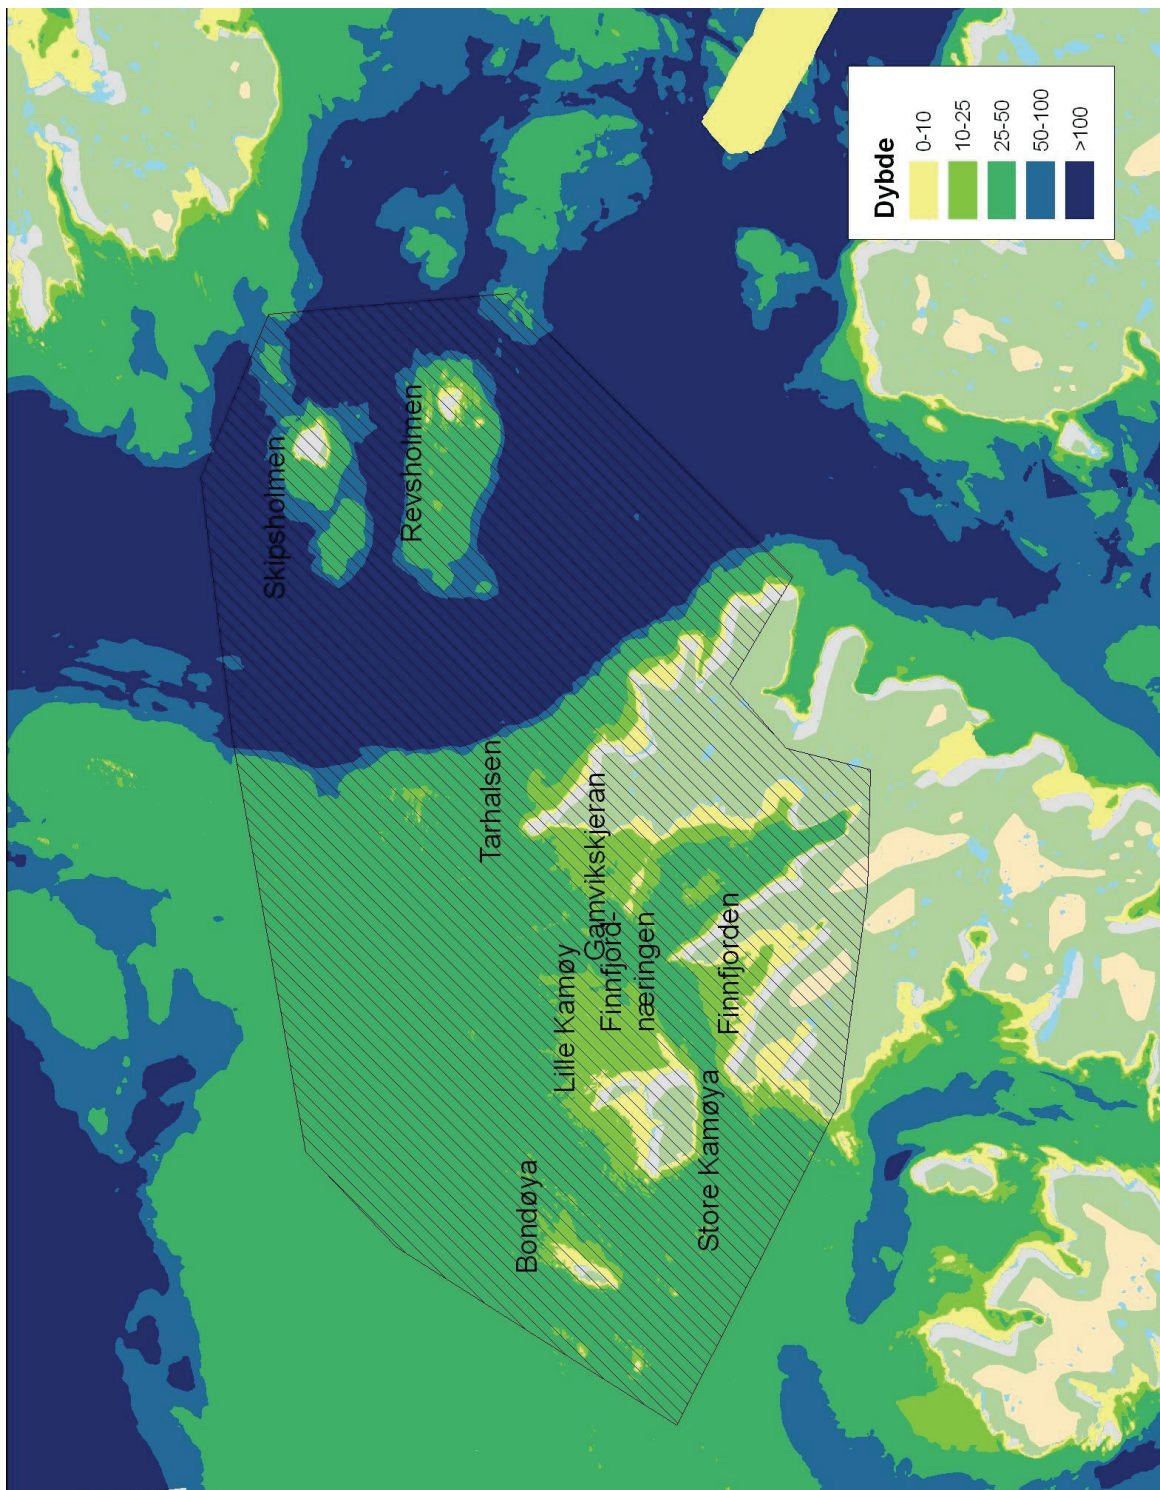 Skipsholmen
Revsholmen
Tarhalsen
Gamvikskjeran
Lille Kamøy
Finnfjord-
næringen
Finnfjorden
Bondøya
Store Kamøya
Dybde
0-10
10-25
25-50
50-100
>100